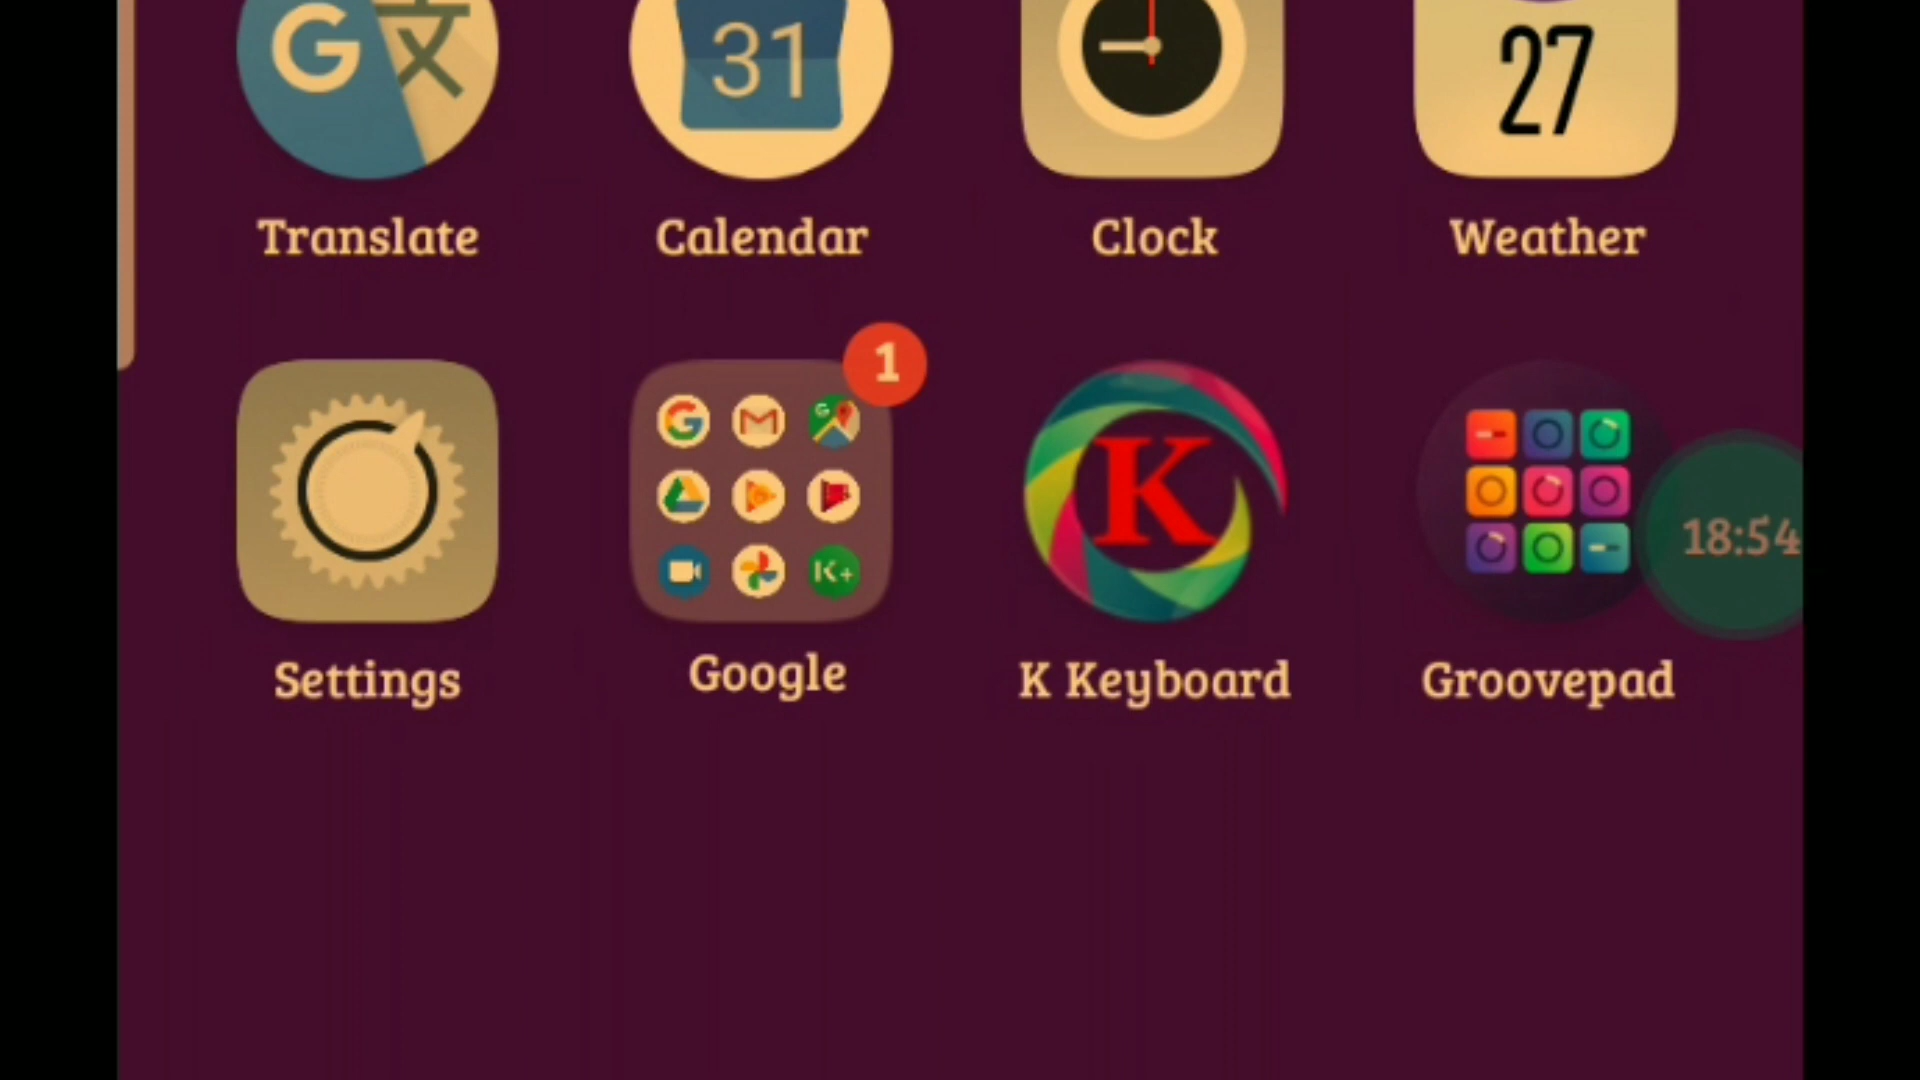 G 文
31
27
Translate
Calendar
Clock
Weather
1
G
K
18:54
K+
Settings
Google
K Keyboard
Groovepad